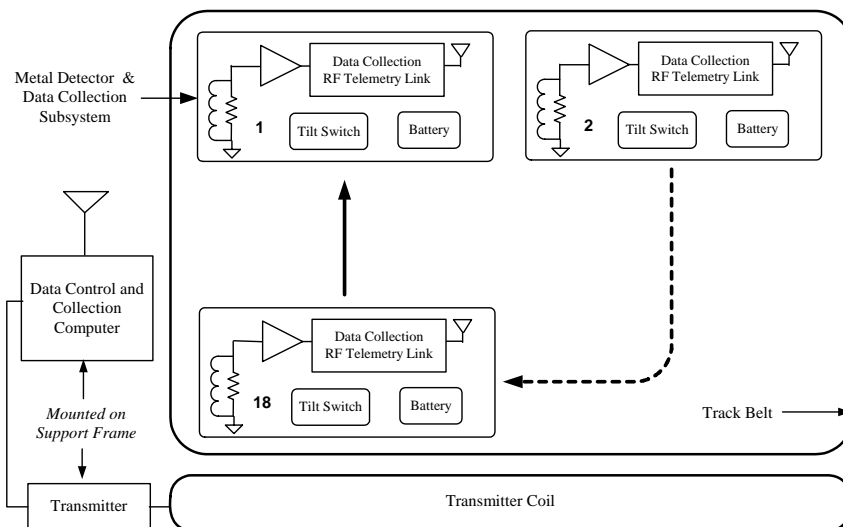 Data Collection
RF Telemetry Link
1
Tilt Switch
Battery
Data Collection
RF Telemetry Link
2
Tilt Switch
Battery
Metal Detector &
Data Collection
Subsystem
Data Control and
Collection
Computer
Data Collection
RF Telemetry Link
18
Tilt Switch
Battery
Mounted on
Support Frame
Track Belt
Transmitter
Transmitter Coil